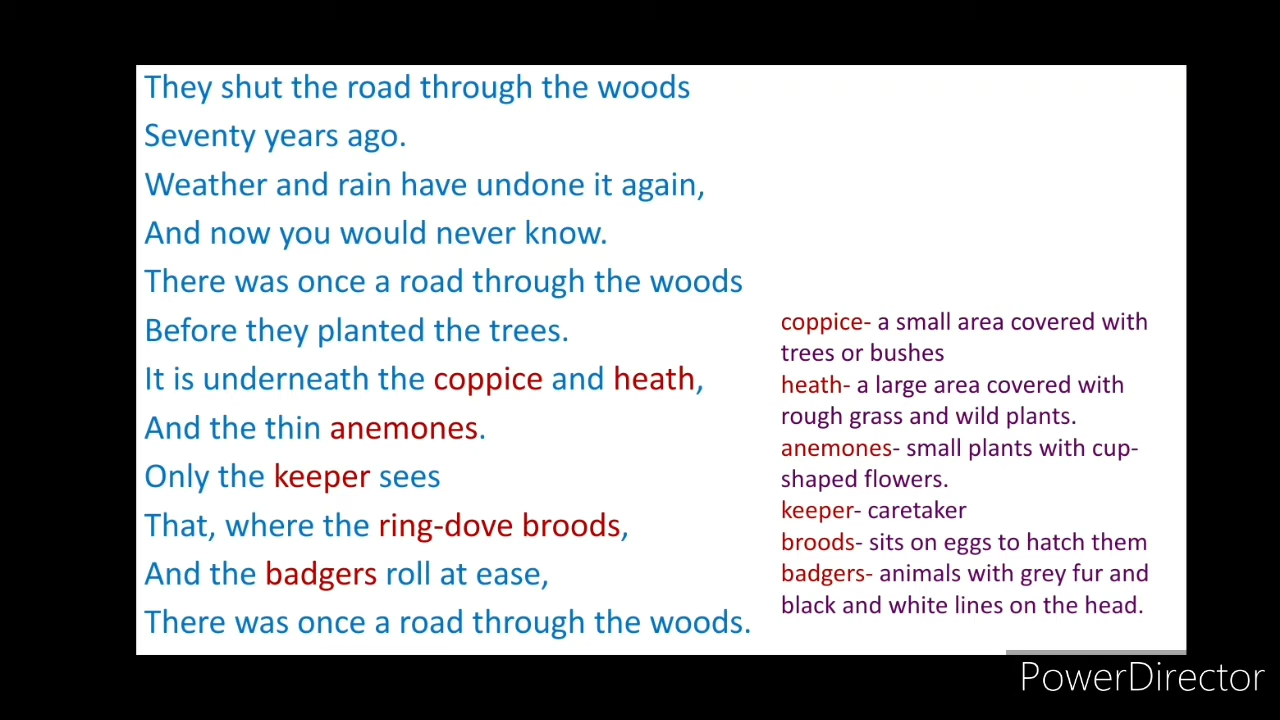 They shut the road through the woods
Seventy years ago.
Weather and rain have undone it again,
And now you would never know.
There was once a road through the woods
Before they planted the trees.
It is underneath the coppice and heath,
And the thin anemones.
Only the keeper sees
That, where the ring-dove broods,
And the badgers roll at ease,
There was once a road through the woods.
coppice- a small area covered with
trees or bushes
heath- a large area covered with
rough grass and wild plants.
anemones- small plants with cup-
shaped flowers.
keeper- caretaker
broods- sits on eggs to hatch them
badgers- animals with grey fur and
black and white lines on the head.
PowerDirector